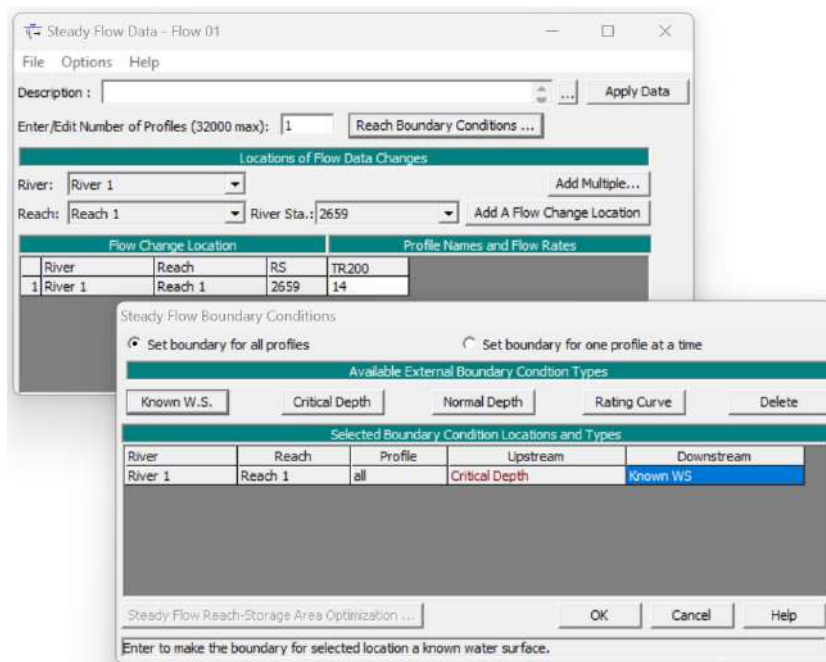 Steady Flow Data - Flow 01
File Options Help
Description :
... Apply Data
Enter/Edit Number of Profiles (32000 max): 1 Reach Boundary Conditions ...
Locations of Flow Data Changes
River: River 1 Add Multiple...
Reach: Reach 1 River Sta.: 2659 Add A Flow Change Location
Flow Change Location Profile Names and Flow Rates
River Reach RS TR200
1 River 1 Reach 1 2659 14
Steady Flow Boundary Conditions
Set boundary for all profiles Set boundary for one profile at a time
Available External Boundary Condtion Types
Known W.S. Critical Depth Normal Depth Rating Curve Delete
Selected Boundary Condition Locations and Types
River Reach Profile Upstream Downstream
River 1 Reach 1 all Critical Depth Known WS
Steady Flow Reach-Storage Area Optimization ... OK Cancel Help
Enter to make the boundary for selected location a known water surface.